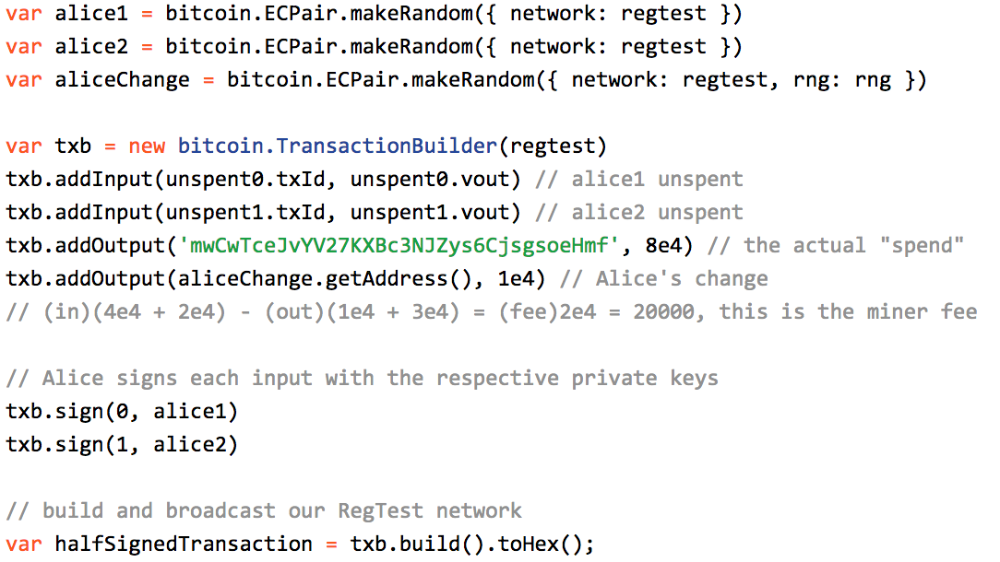 var alice1 = bitcoin.ECPair.makeRandom({ network: regtest })
var alice2 = bitcoin.ECPair.makeRandom({ network: regtest })
var aliceChange = bitcoin.ECPair.makeRandom({ network: regtest, rng: rng })
var txb = new bitcoin.TransactionBuilder(regtest)
txb.addInput(unspent0.txId, unspent0.vout) // alice1 unspent
txb.addInput(unspent1.txId, unspent1.vout) // alice2 unspent
txb.addOutput('mwCwTceJvYV27KXBc3NJZys6CjsgsoeHmf', 8e4) // the actual "spend"
txb.addOutput(aliceChange.getAddress(), 1e4) // Alice's change
// (in)(4e4 + 2e4) - (out)(1e4 + 3e4) = (fee)2e4 = 20000, this is the miner fee
// Alice signs each input with the respective private keys
txb.sign(0, alice1)
txb.sign(1, alice2)
// build and broadcast our RegTest network
var halfSignedTransaction = txb.build().toHex();